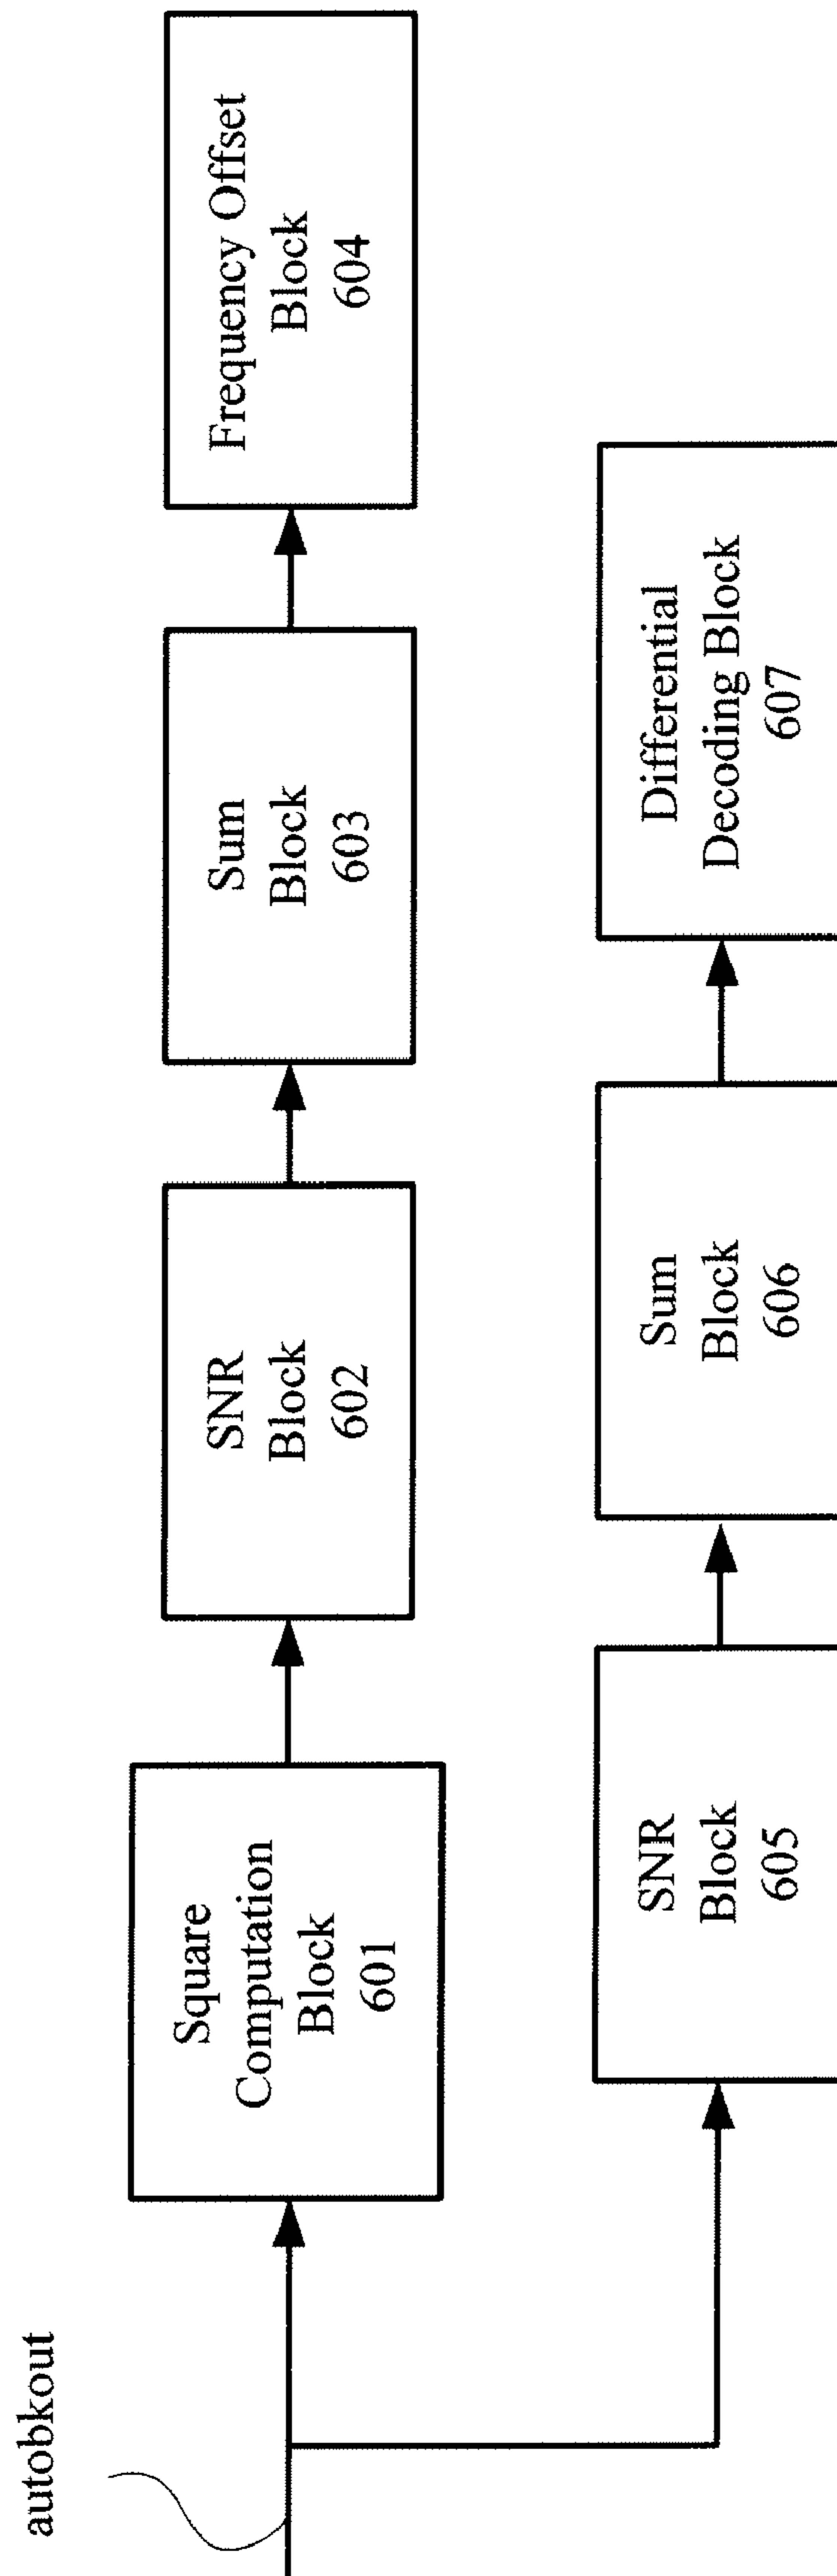 autobkout
Square
Computation
Block
601
SNR
Block
602
Sum
Block
603
Frequency Offset
Block
604
SNR
Block
605
Sum
Block
606
Differential
Decoding Block
607